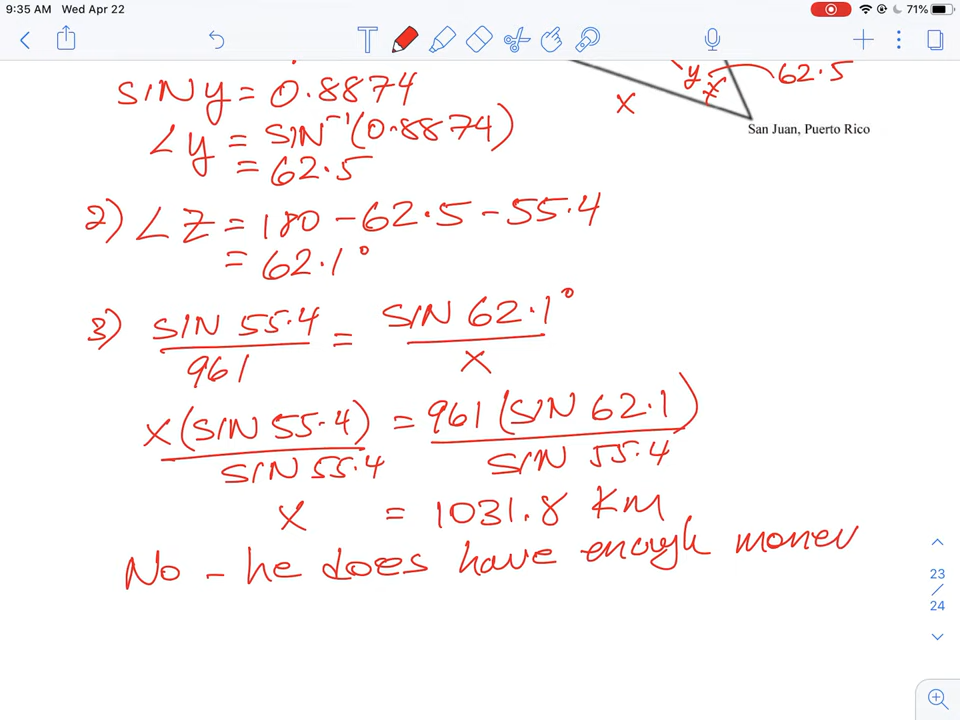 9:35 AM Wed Apr 22
71%
T
SIN y = 0.8874
y
62.5
z
x
San Juan, Puerto Rico
∠y = SIN⁻¹(0.8874)
= 62.5
2) ∠Z = 180 - 62.5 - 55.4
= 62.1°
3) SIN 55.4 / 961 = SIN 62.1° / x
x(SIN 55.4) / SIN 55.4 = 961 (SIN 62.1) / SIN 55.4
x = 1031.8 KM
No - he does have enough money
23
/
24